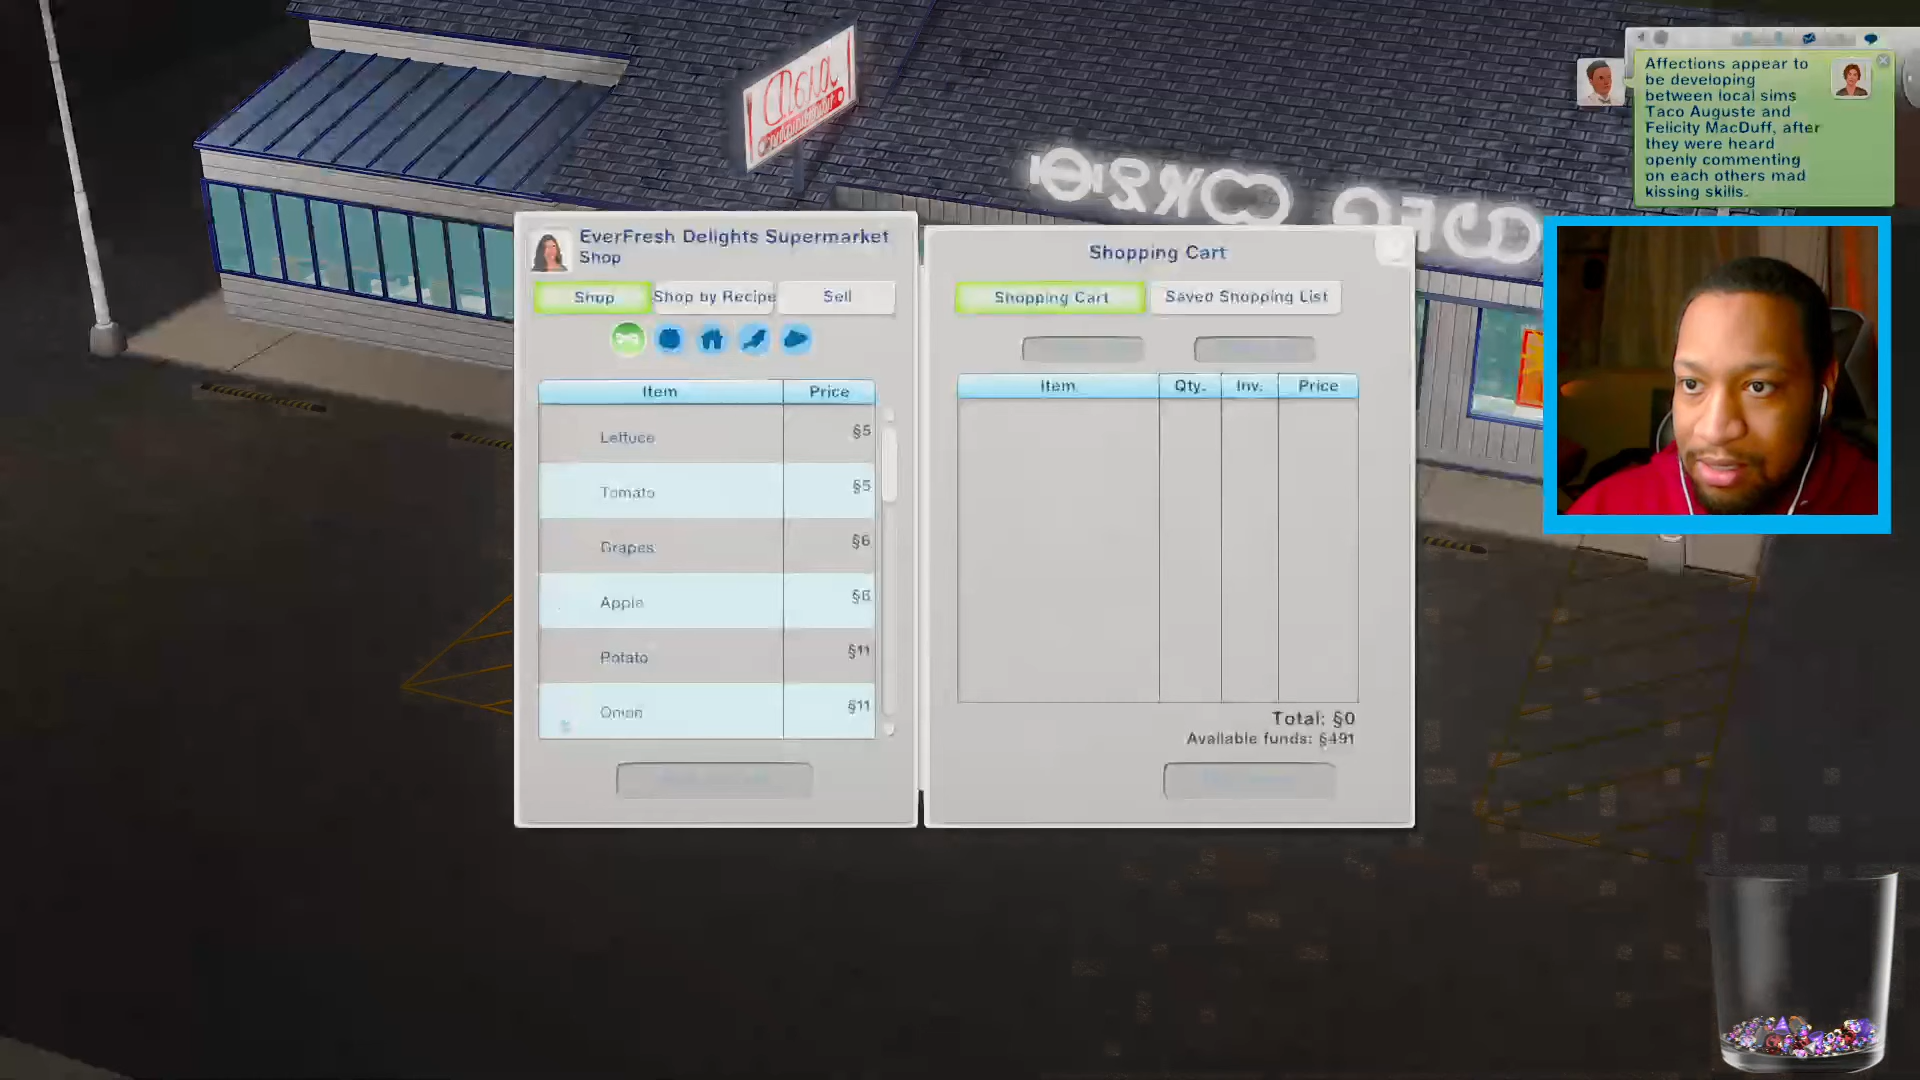 Affections appear to
be developing
between local sims
Taco Auguste and
Felicity MacDuff, after
they were heard
openly commenting
on each others mad
kissing skills.
EverFresh Delights Supermarket
Shop
Shop
Shop by Recipe
Sell
Item
Price
Lettuce
§5
Tomato
§5
Grapes
§6
Apple
§6
Potato
§11
Onion
§11
Shopping Cart
Shopping Cart
Saved Shopping List
Item
Qty.
Inv.
Price
Total: §0
Available funds: §491